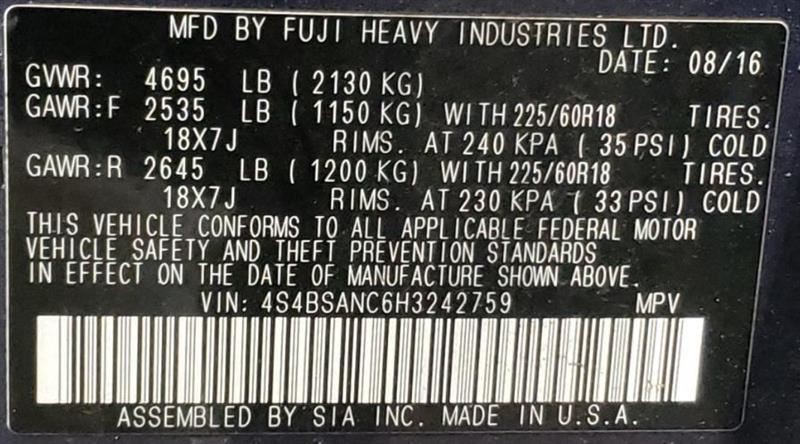 MFD BY FUJI HEAVY INDUSTRIES LTD.
DATE: 08/16
GVWR: 4695 LB ( 2130 KG)
GAWR:F 2535 LB ( 1150 KG) WITH 225/60R18 TIRES.
18X7J RIMS. AT 240 KPA ( 35 PSI) COLD
GAWR:R 2645 LB ( 1200 KG) WITH 225/60R18 TIRES.
18X7J RIMS. AT 230 KPA ( 33 PSI) COLD
THIS VEHICLE CONFORMS TO ALL APPLICABLE FEDERAL MOTOR
VEHICLE SAFETY AND THEFT PREVENTION STANDARDS
IN EFFECT ON THE DATE OF MANUFACTURE SHOWN ABOVE.
VIN: 4S4BSANC6H3242759 MPV
ASSEMBLED BY SIA INC. MADE IN U.S.A.